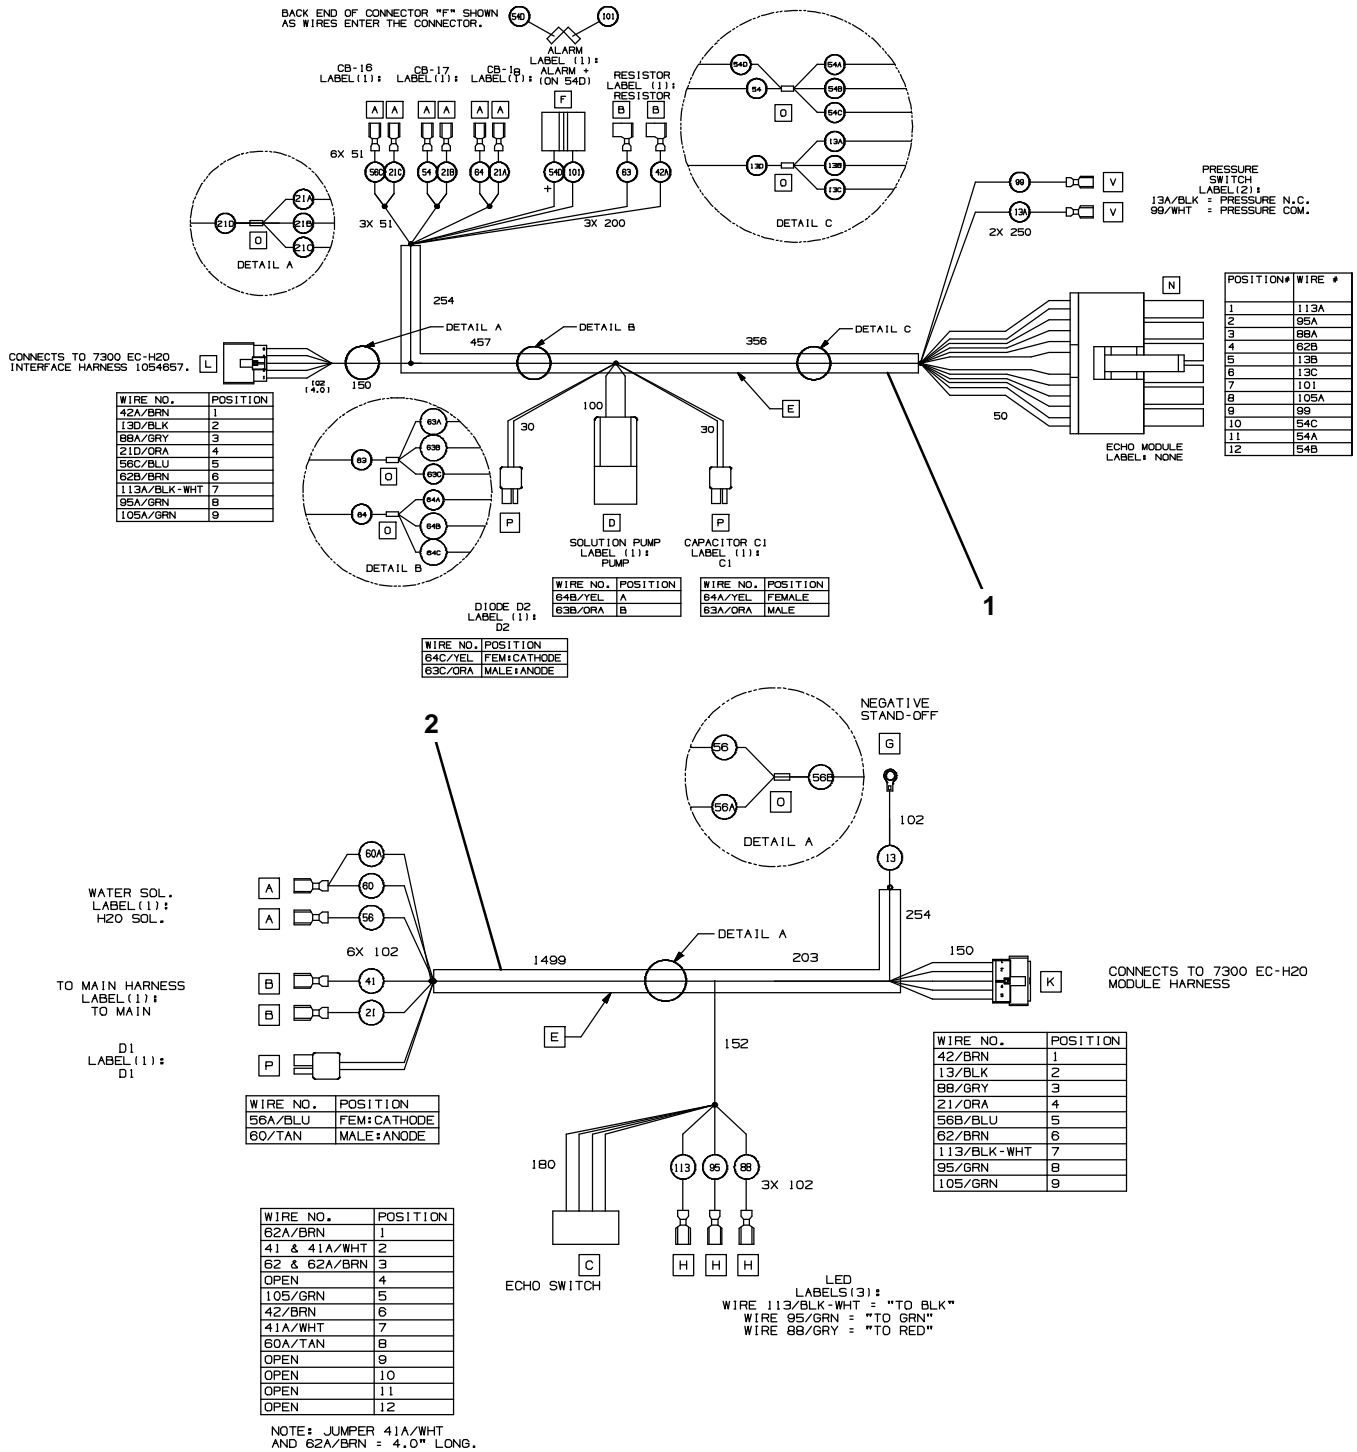 BACK END OF CONNECTOR "F" SHOWN
AS WIRES ENTER THE CONNECTOR.
54D
101
CB-16
LABEL(1):
CB-17
LABEL(1):
CB-18
LABEL(1):
ALARM
LABEL (1):
ALARM +
(ON 54D)
RESISTOR
LABEL (1):
RESISTOR
A A A A A A F B B
6X 51
56C 21C 54 21B 64 21A 54D 101 63 42A
+
3X 51
3X 200
21A
21D
21B
O
21C
DETAIL A
54D
54A
54
54B
O
54C
13A
13D
13B
O
13C
DETAIL C
99
V
13A
V
2X 250
PRESSURE
SWITCH
LABEL(2):
13A/BLK = PRESSURE N.C.
99/WHT = PRESSURE COM.
254
DETAIL A
457
DETAIL B
356
DETAIL C
CONNECTS TO 7300 EC-H2O
INTERFACE HARNESS 1054657.
L
102
(4.0)
150
E
N
50
ECHO MODULE
LABEL: NONE
POSITION# WIRE #
1 113A
2 95A
3 88A
4 62B
5 13B
6 13C
7 101
8 105A
9 99
10 54C
11 54A
12 54B
WIRE NO. POSITION
42A/BRN 1
13D/BLK 2
88A/GRY 3
21D/ORA 4
56C/BLU 5
62B/BRN 6
113A/BLK-WHT 7
95A/GRN 8
105A/GRN 9
63A
63
63B
O
63C
64A
64
64B
O
64C
DETAIL B
30
100
30
P
D
P
SOLUTION PUMP
LABEL (1):
PUMP
CAPACITOR C1
LABEL (1):
C1
WIRE NO. POSITION
64B/YEL A
63B/ORA B
WIRE NO. POSITION
64A/YEL FEMALE
63A/ORA MALE
DIODE D2
LABEL (1):
D2
WIRE NO. POSITION
64C/YEL FEM:CATHODE
63C/ORA MALE:ANODE
1
2
56
56B
56A
O
DETAIL A
NEGATIVE
STAND-OFF
G
102
13
254
WATER SOL.
LABEL(1):
H2O SOL.
A
60A
60
A
56
6X 102
TO MAIN HARNESS
LABEL(1):
TO MAIN
B
41
B
21
D1
LABEL(1):
D1
P
WIRE NO. POSITION
56A/BLU FEM:CATHODE
60/TAN MALE:ANODE
1499
DETAIL A
203
E
150
K
CONNECTS TO 7300 EC-H2O
MODULE HARNESS
WIRE NO. POSITION
42/BRN 1
13/BLK 2
88/GRY 3
21/ORA 4
56B/BLU 5
62/BRN 6
113/BLK-WHT 7
95/GRN 8
105/GRN 9
152
180
113 95 88
3X 102
C
H H H
ECHO SWITCH
LED
LABELS(3):
WIRE 113/BLK-WHT = "TO BLK"
WIRE 95/GRN = "TO GRN"
WIRE 88/GRY = "TO RED"
WIRE NO. POSITION
62A/BRN 1
41 & 41A/WHT 2
62 & 62A/BRN 3
OPEN 4
105/GRN 5
42/BRN 6
41A/WHT 7
60A/TAN 8
OPEN 9
OPEN 10
OPEN 11
OPEN 12
NOTE: JUMPER 41A/WHT
AND 62A/BRN = 4.0" LONG.